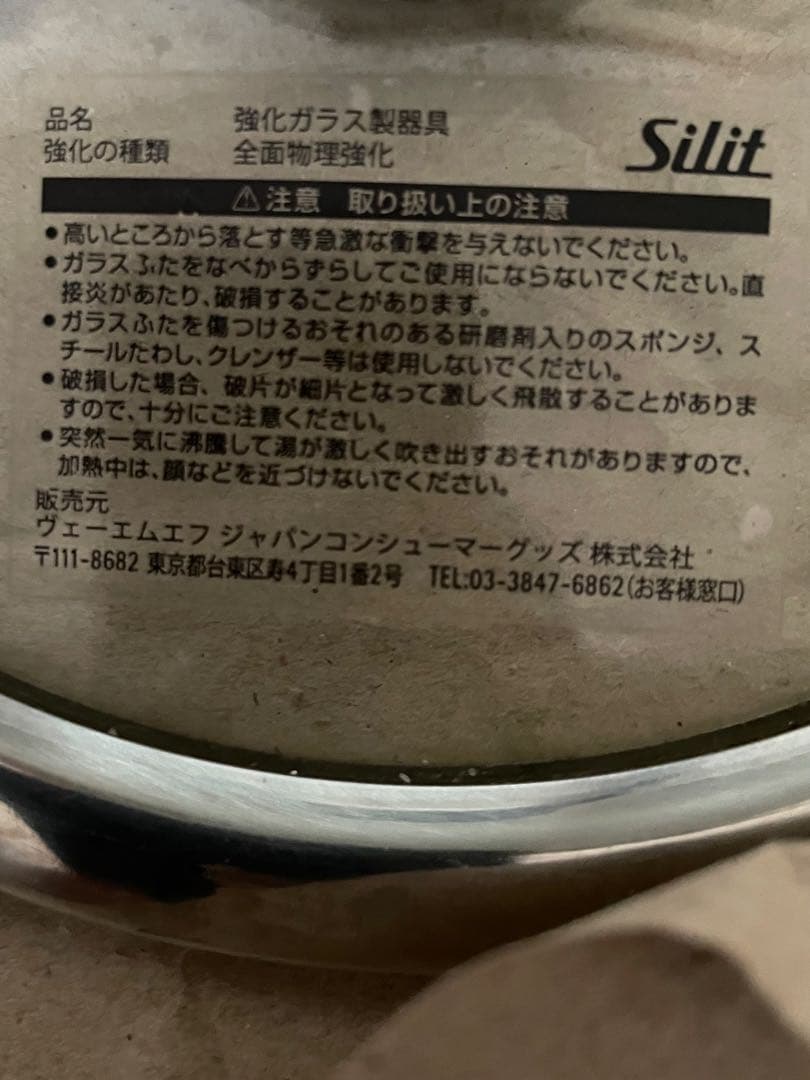 品名 強化ガラス製器具
強化の種類 全面物理強化
Silit
⚠注意 取り扱い上の注意
●高いところから落とす等急激な衝撃を与えないでください。
●ガラスふたをなべからずらしてご使用にならないでください。直
接炎があたり、破損することがあります。
●ガラスふたを傷つけるおそれのある研磨剤入りのスポンジ、ス
チールたわし、クレンザー等は使用しないでください。
●破損した場合、破片が細片となって激しく飛散することがありま
すので、十分にご注意ください。
●突然一気に沸騰して湯が激しく吹き出すおそれがありますので、
加熱中は、顔などを近づけないでください。
販売元
ヴェーエムエフ ジャパンコンシューマーグッズ 株式会社
〒111-8682 東京都台東区寿4丁目1番2号 TEL:03-3847-6862(お客様窓口)